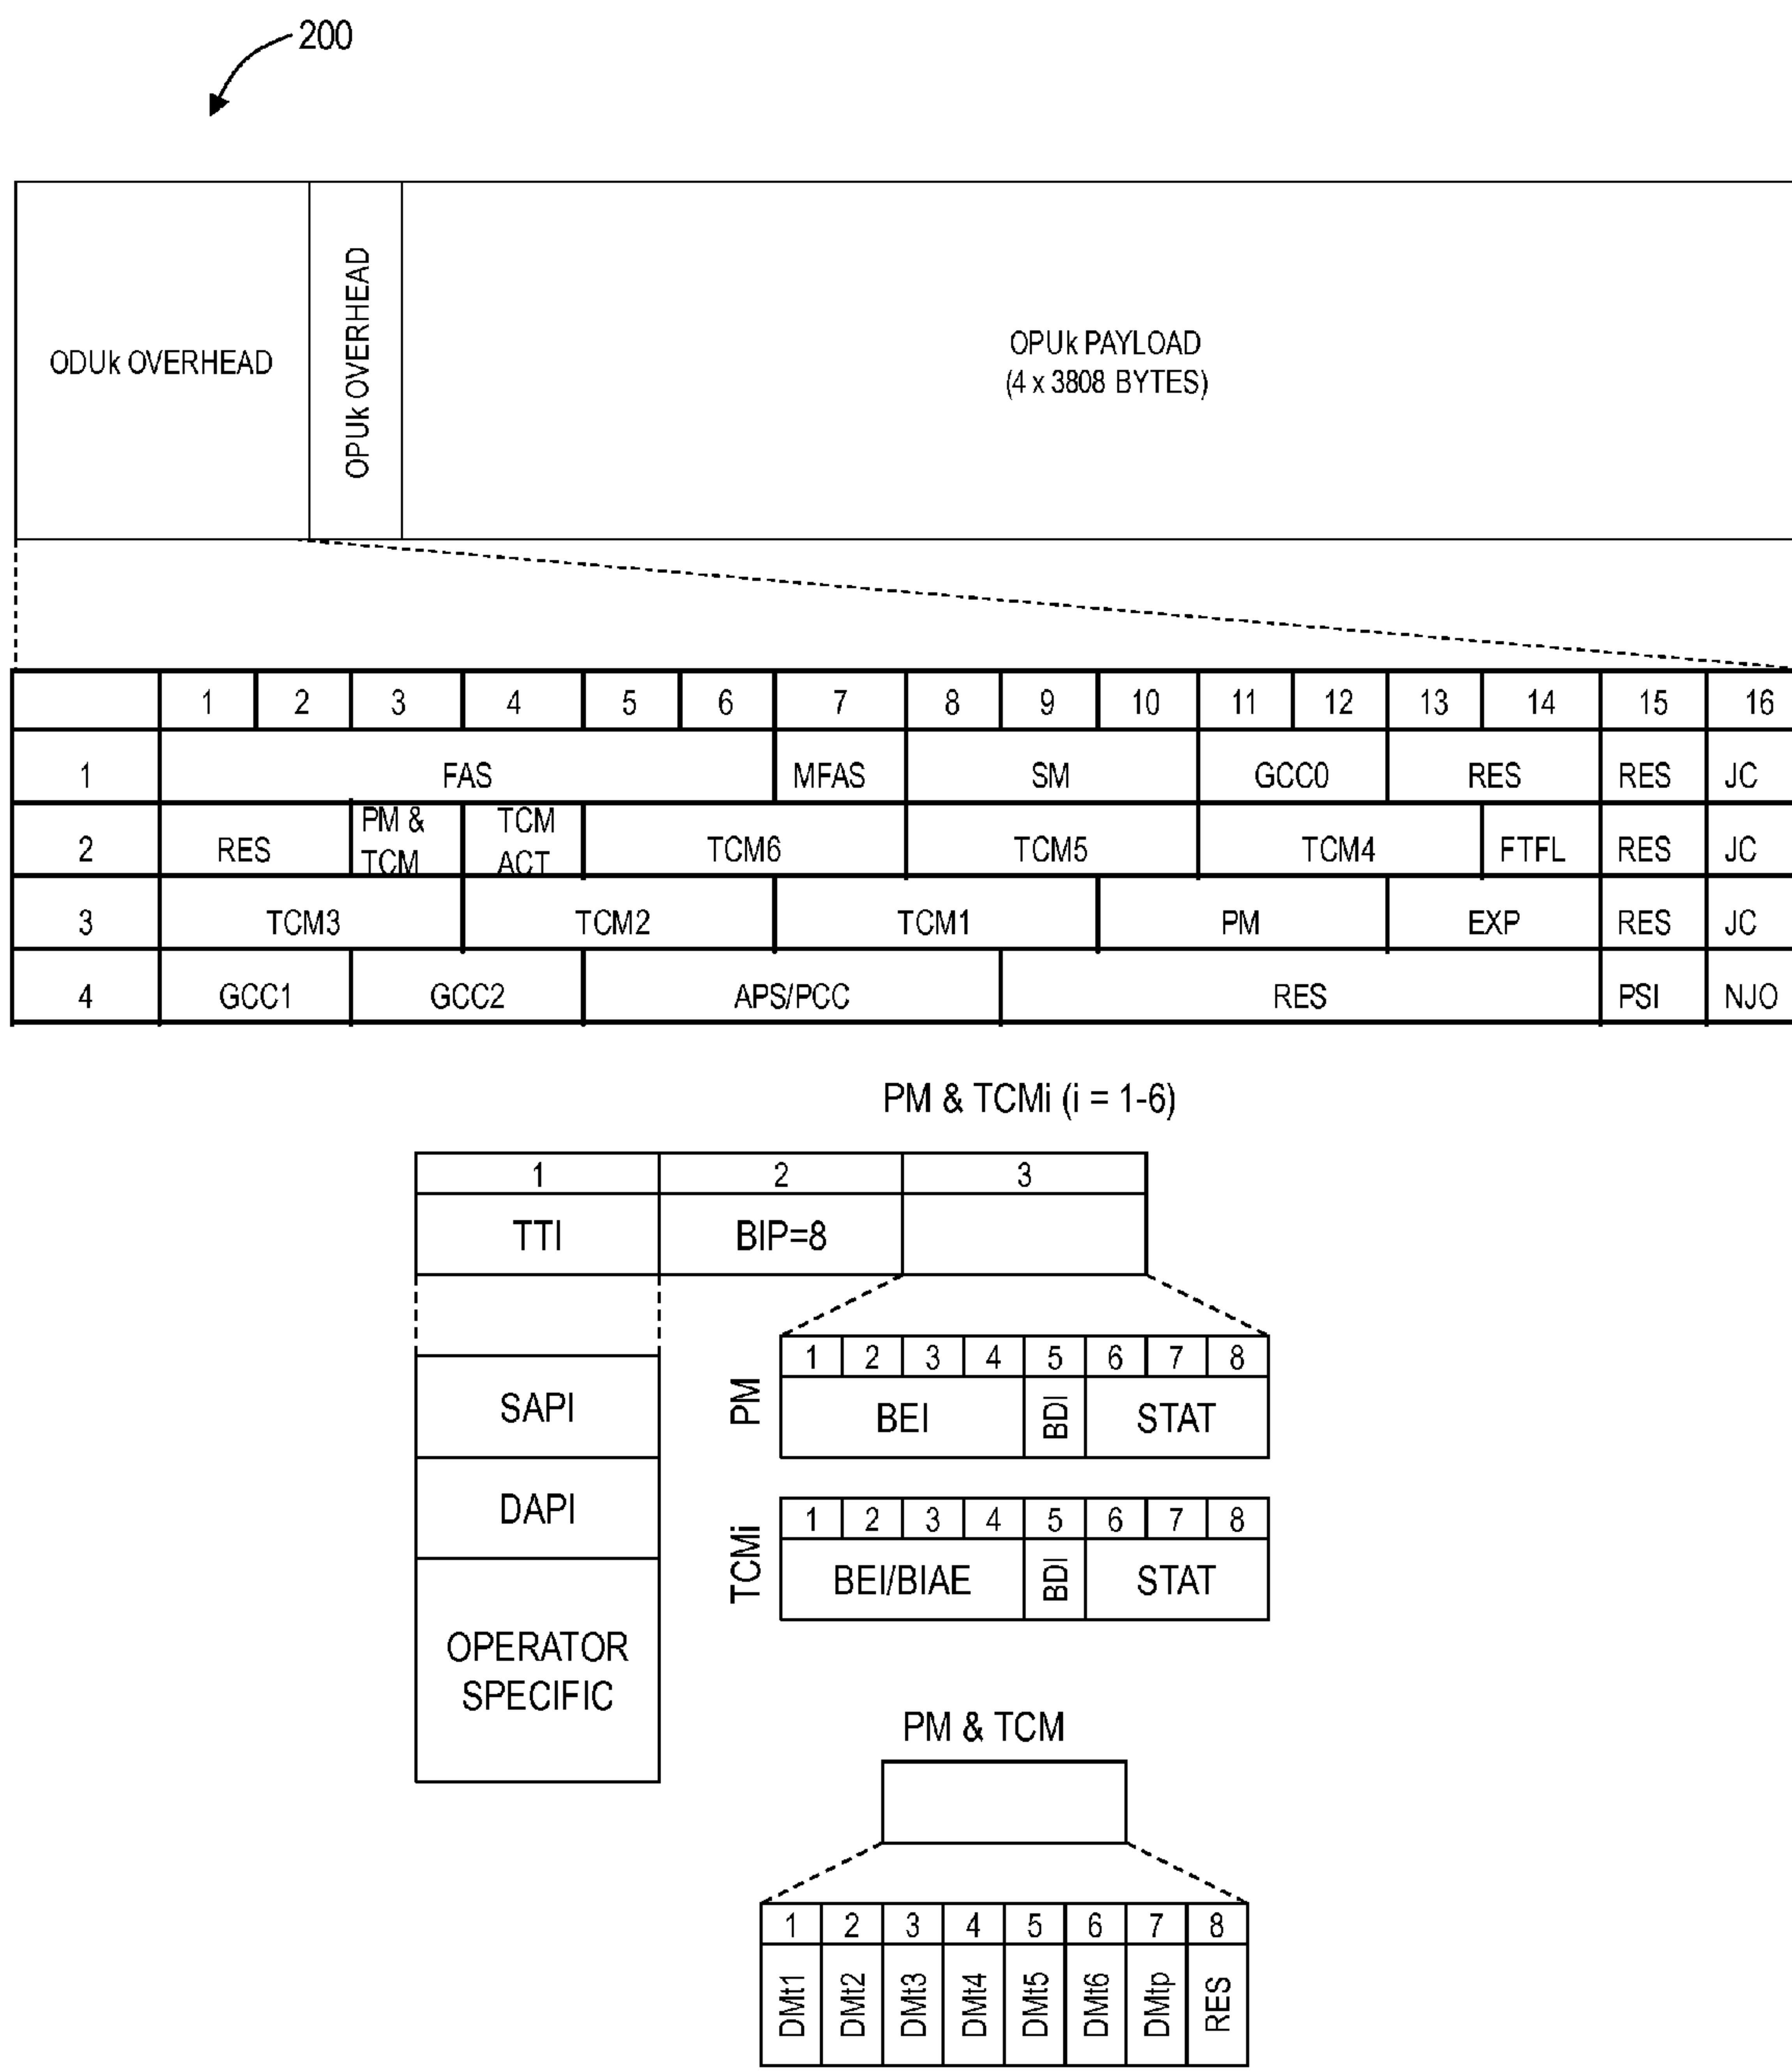 200
ODUk OVERHEAD
OPUk OVERHEAD
OPUk PAYLOAD
(4 x 3808 BYTES)
1 2 3 4 5 6 7 8 9 10 11 12 13 14 15 16
1 FAS MFAS SM GCC0 RES RES JC
2 RES PM & TCM TCM ACT TCM6 TCM5 TCM4 FTFL RES JC
3 TCM3 TCM2 TCM1 PM EXP RES JC
4 GCC1 GCC2 APS/PCC RES PSI NJO
PM & TCMi (i = 1-6)
1 2 3
TTI BIP=8
SAPI
DAPI
OPERATOR
SPECIFIC
PM
1 2 3 4 5 6 7 8
BEI BDI STAT
TCMi
1 2 3 4 5 6 7 8
BEI/BIAE BDI STAT
PM & TCM
1 2 3 4 5 6 7 8
DMt1 DMt2 DMt3 DMt4 DMt5 DMt6 DMtp RES